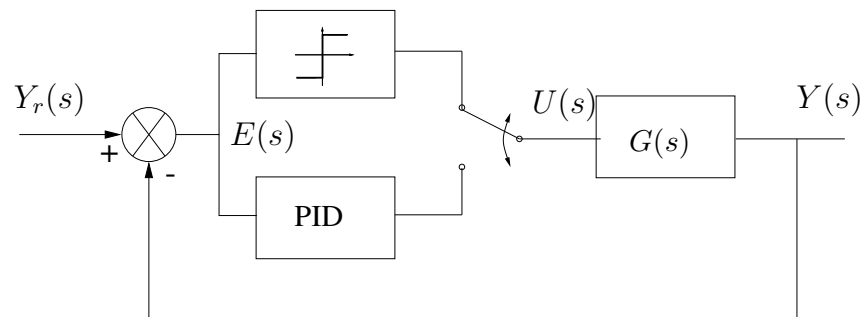 Y_r(s)
+
-
E(s)
PID
U(s)
G(s)
Y(s)